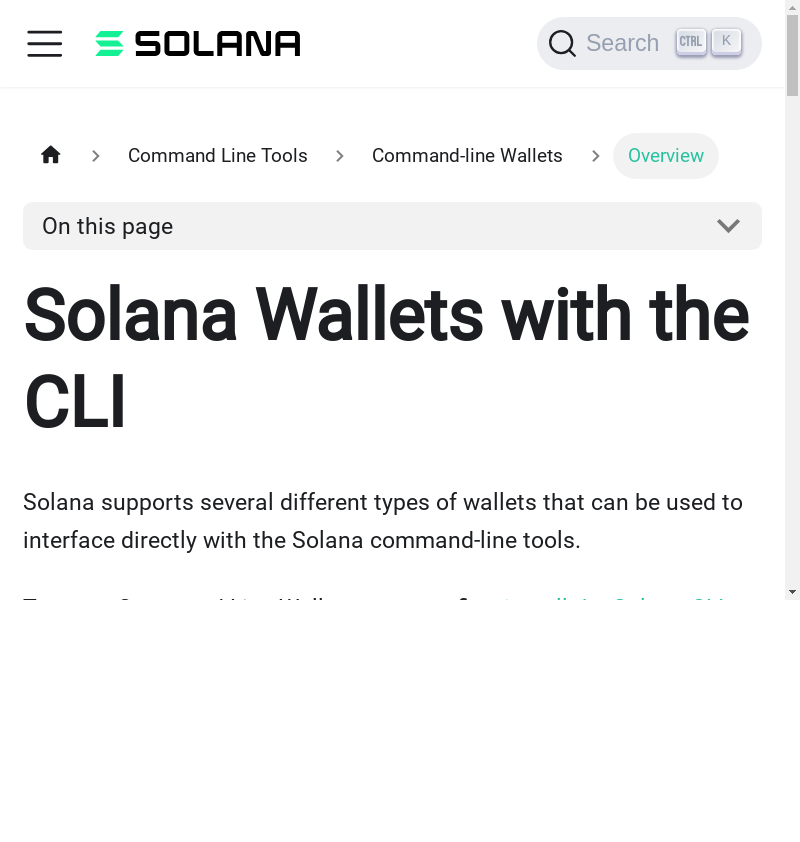 SOLANA
Search CTRL K
Command Line Tools
Command-line Wallets
Overview
On this page
Solana Wallets with the
CLI
Solana supports several different types of wallets that can be used to
interface directly with the Solana command-line tools.